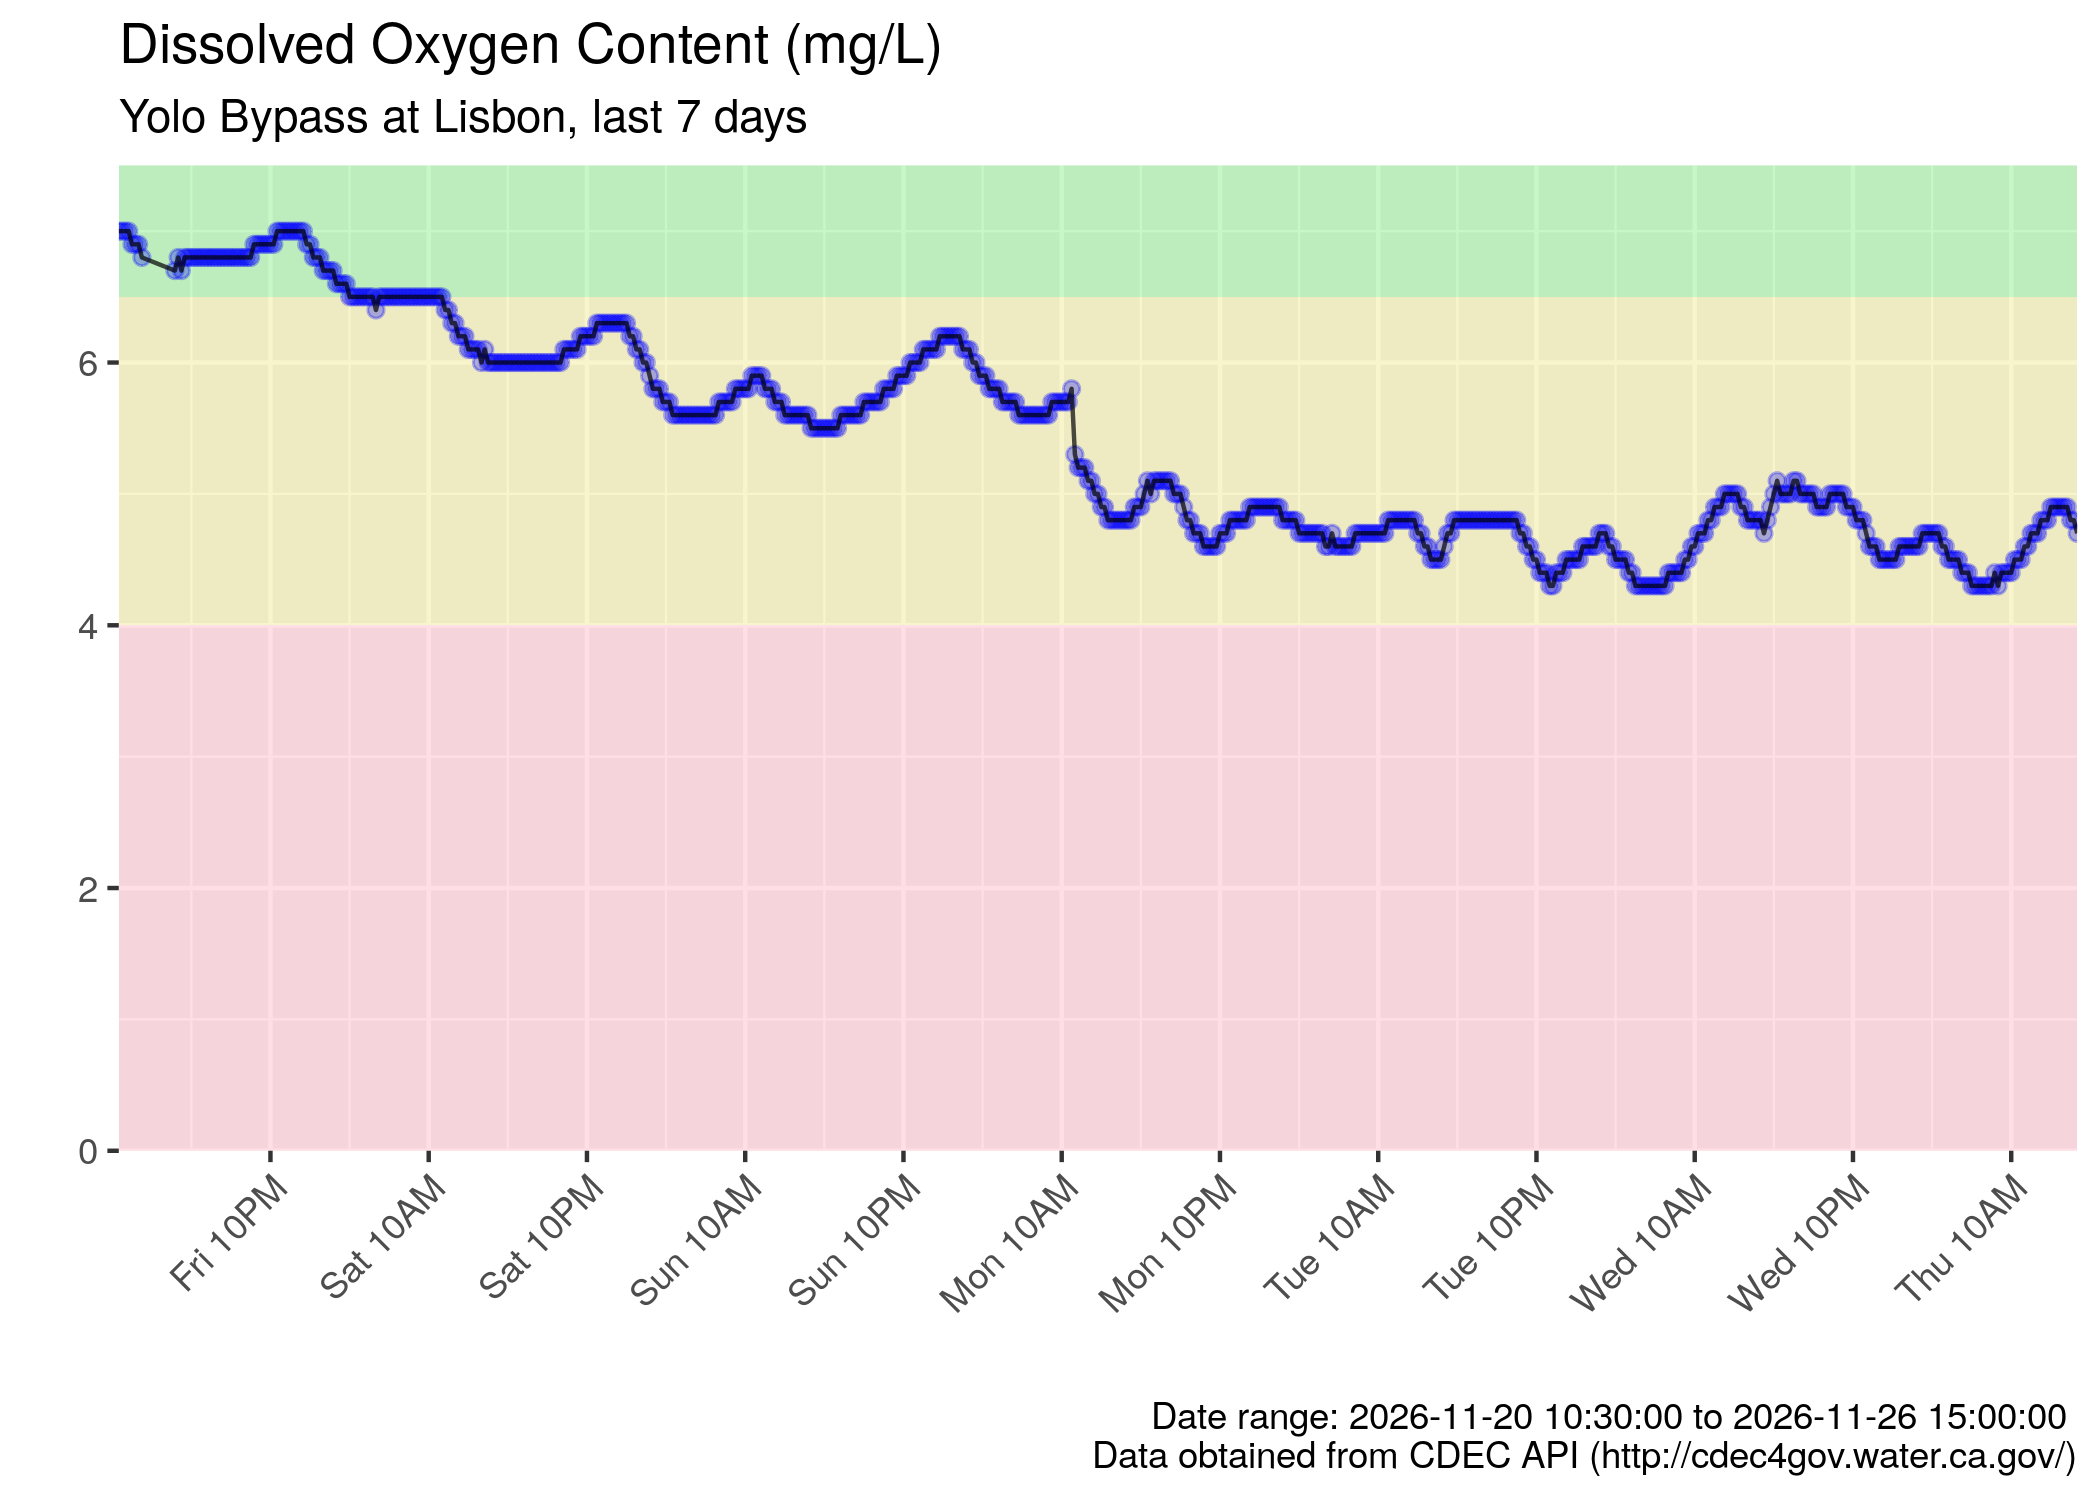 Dissolved Oxygen Content (mg/L)
Yolo Bypass at Lisbon, last 7 days
6
4
2
0
Fri 10PM
Sat 10AM
Sat 10PM
Sun 10AM
Sun 10PM
Mon 10AM
Mon 10PM
Tue 10AM
Tue 10PM
Wed 10AM
Wed 10PM
Thu 10AM
Date range: 2026-11-20 10:30:00 to 2026-11-26 15:00:00
Data obtained from CDEC API (http://cdec4gov.water.ca.gov/)